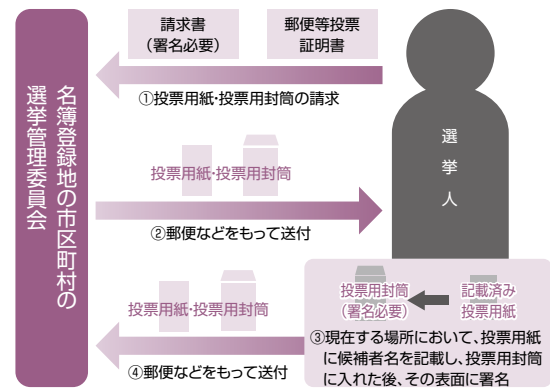 請求書
（署名必要）
郵便等投票
証明書
①投票用紙・投票用封筒の請求
名簿登録地の市区町村の
選挙管理委員会
選挙人
投票用紙・投票用封筒
②郵便などをもって送付
投票用紙・投票用封筒
④郵便などをもって送付
投票用封筒
（署名必要）
記載済み
投票用紙
③現在する場所において、投票用紙
に候補者名を記載し、投票用封筒
に入れた後、その表面に署名